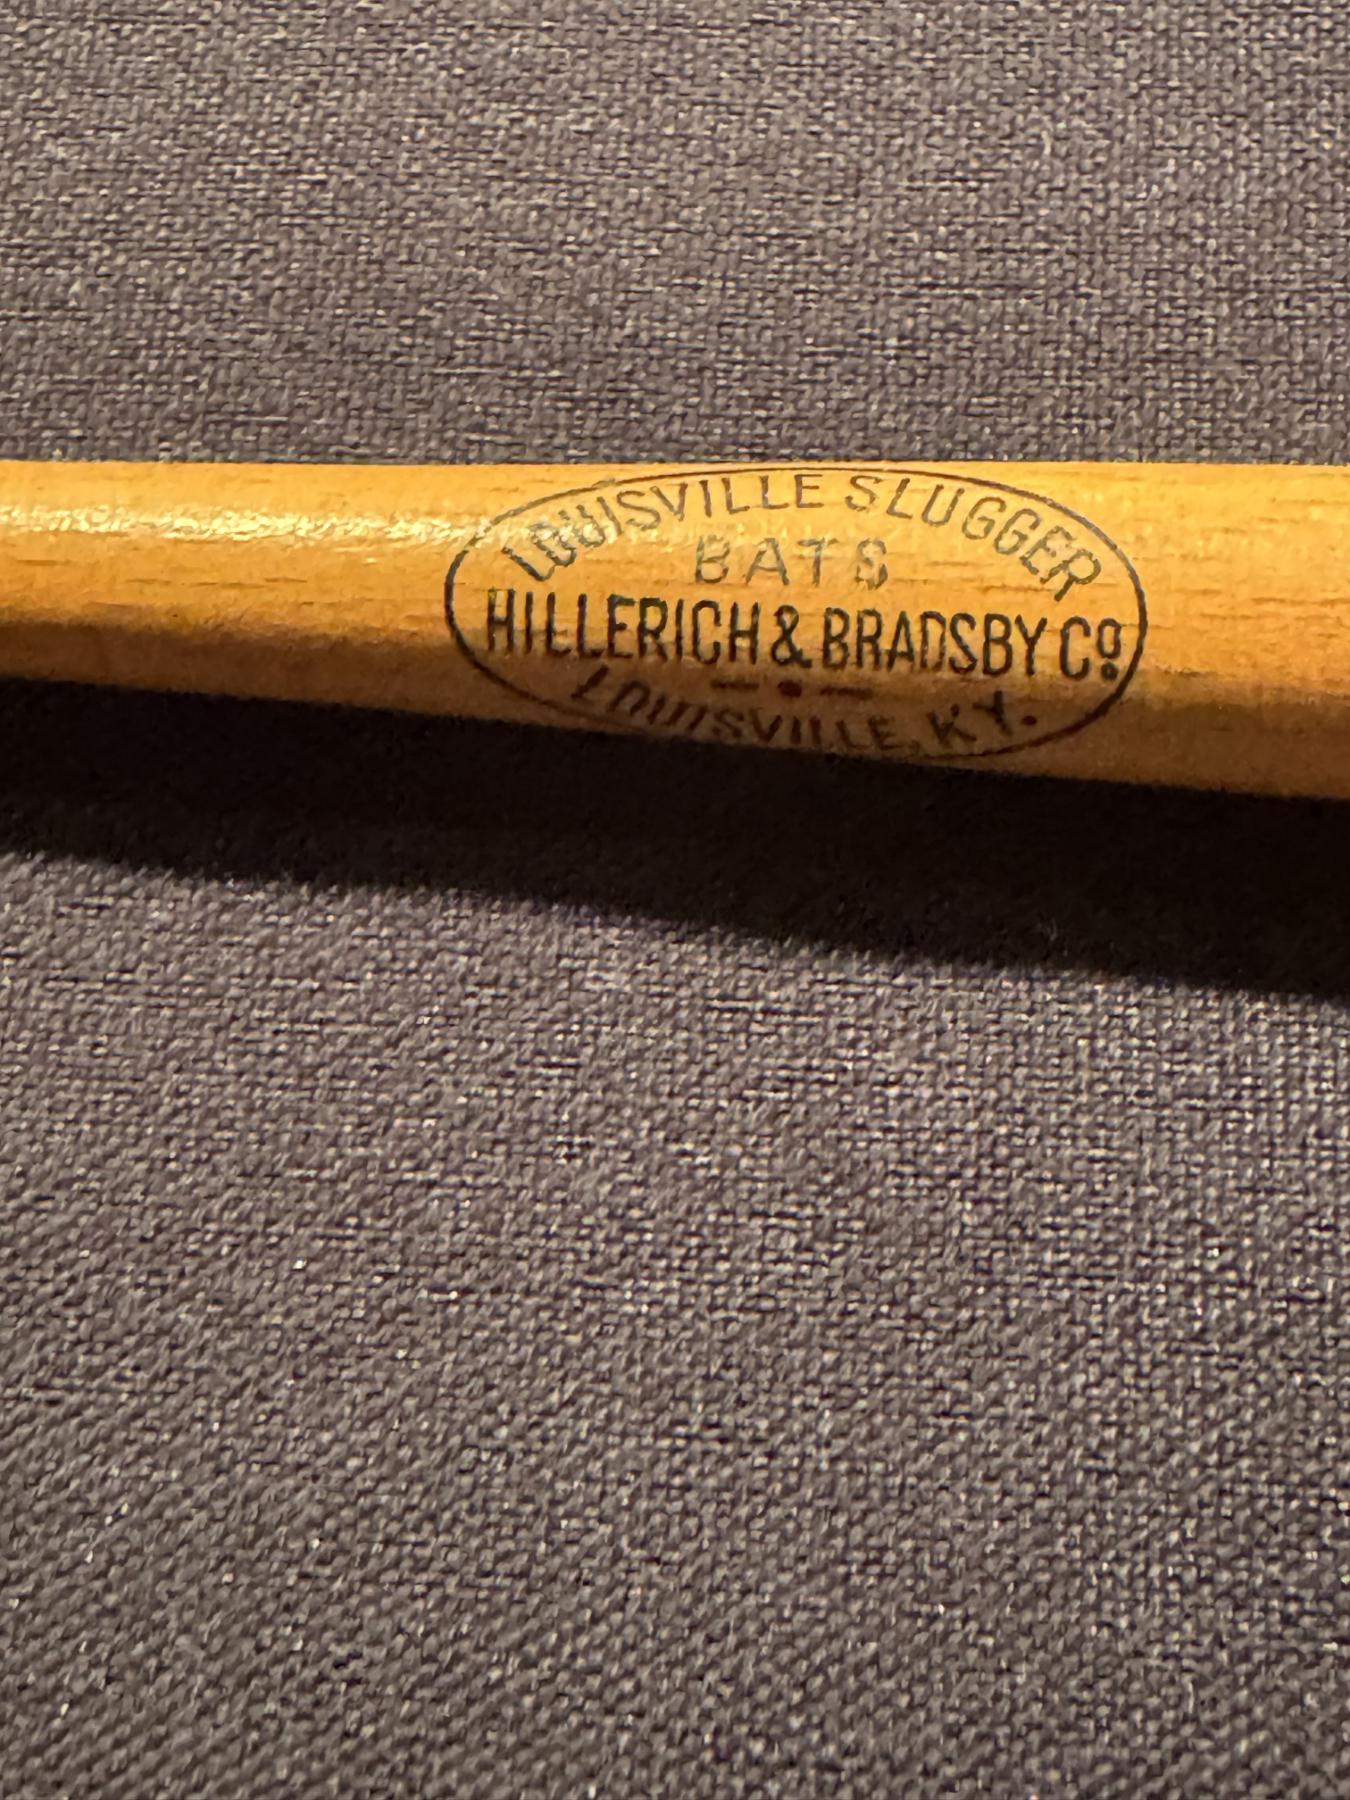 LOUISVILLE SLUGGER
BATS
HILLERICH & BRADSBY Cº
LOUISVILLE, KY.